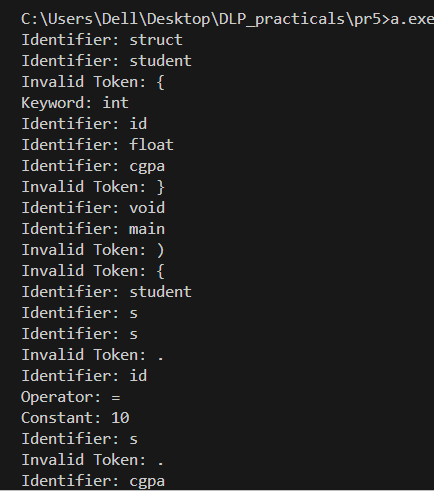 C:\Users\Dell\Desktop\DLP_practicals\pr5>a.exe
Identifier: struct
Identifier: student
Invalid Token: {
Keyword: int
Identifier: id
Identifier: float
Identifier: cgpa
Invalid Token: }
Identifier: void
Identifier: main
Invalid Token: )
Invalid Token: {
Identifier: student
Identifier: s
Identifier: s
Invalid Token: .
Identifier: id
Operator: =
Constant: 10
Identifier: s
Invalid Token: .
Identifier: cgpa